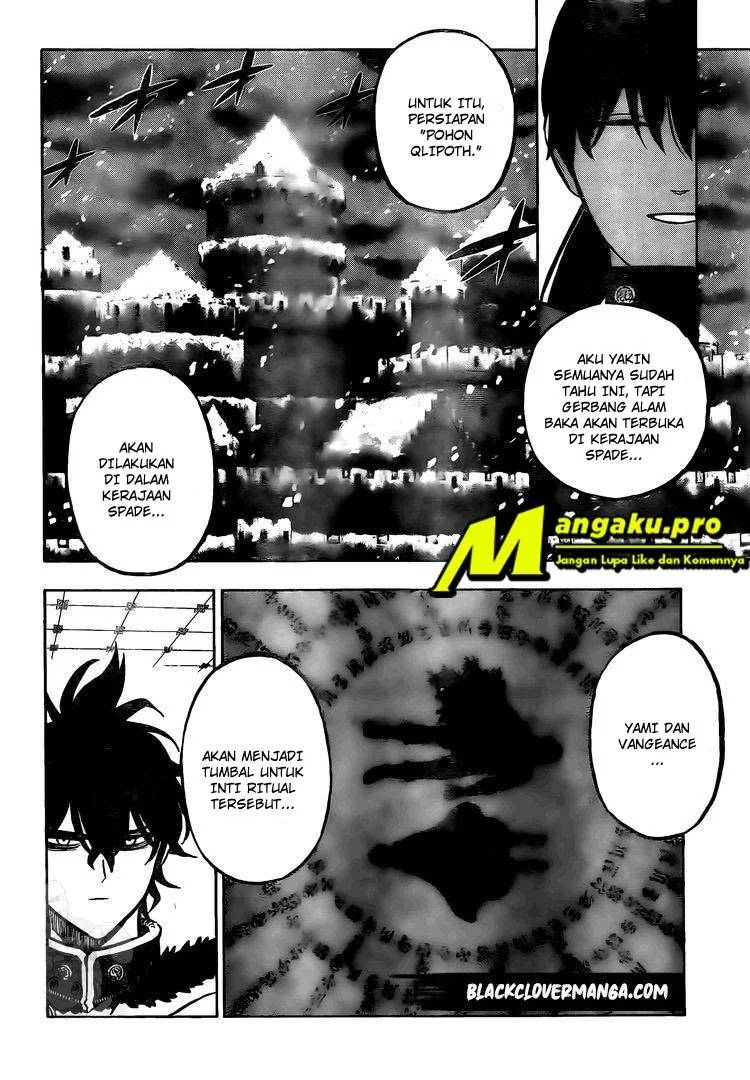 AKU YAKIN
SEMUANYA SUDAH
TAHU INI, TAPI
GERBANG ALAM
BAKA AKAN TERBUKA
DI KERAJAAN
SPADE...
UNTUK ITU,
PERSIAPAN
"POHON
QLIPOTH."
AKAN
DILAKUKAN
DI DALAM
KERAJAAN
SPADE...
Mangaku.pro
Jangan Lupa Like dan Komennya
YAMI DAN
VANGEANCE
...
AKAN MENJADI
TUMBAL UNTUK
INTI RITUAL
TERSEBUT...
BLACKCLOVERMANGA.COM